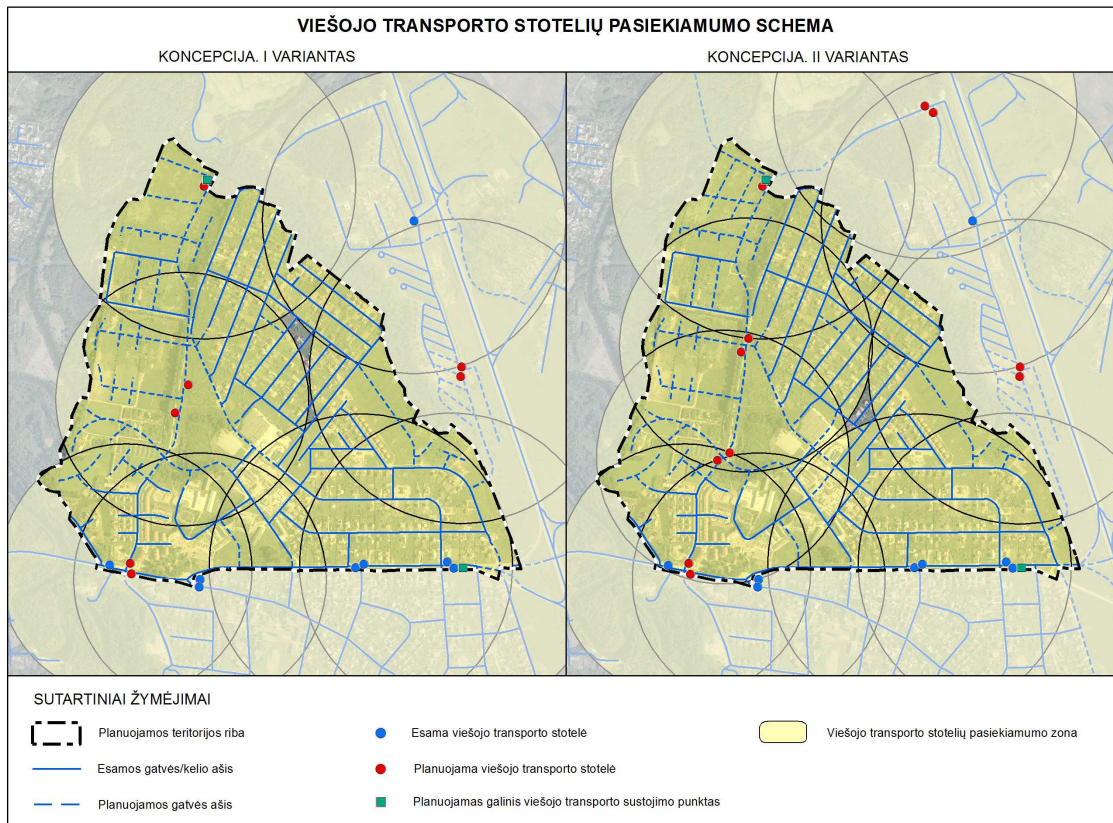 VIEŠOJO TRANSPORTO STOTELIŲ PASIEKIAMUMO SCHEMA
KONCEPCIJA. I VARIANTAS
KONCEPCIJA. II VARIANTAS
SUTARTINIAI ŽYMĖJIMAI
Planuojamos teritorijos riba
Esamos gatvės/kelio ašis
Planuojamos gatvės ašis
Esama viešojo transporto stotelė
Planuojama viešojo transporto stotelė
Planuojamas galinis viešojo transporto sustojimo punktas
Viešojo transporto stotelių pasiekiamumo zona